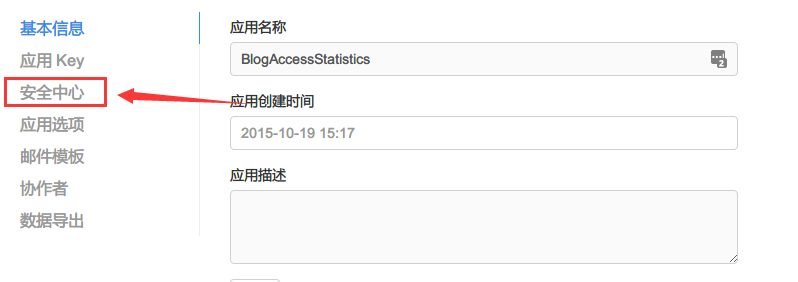 基本信息
应用 Key
安全中心
应用选项
邮件模板
协作者
数据导出
应用名称
BlogAccessStatistics
2
应用创建时间
2015-10-19 15:17
应用描述